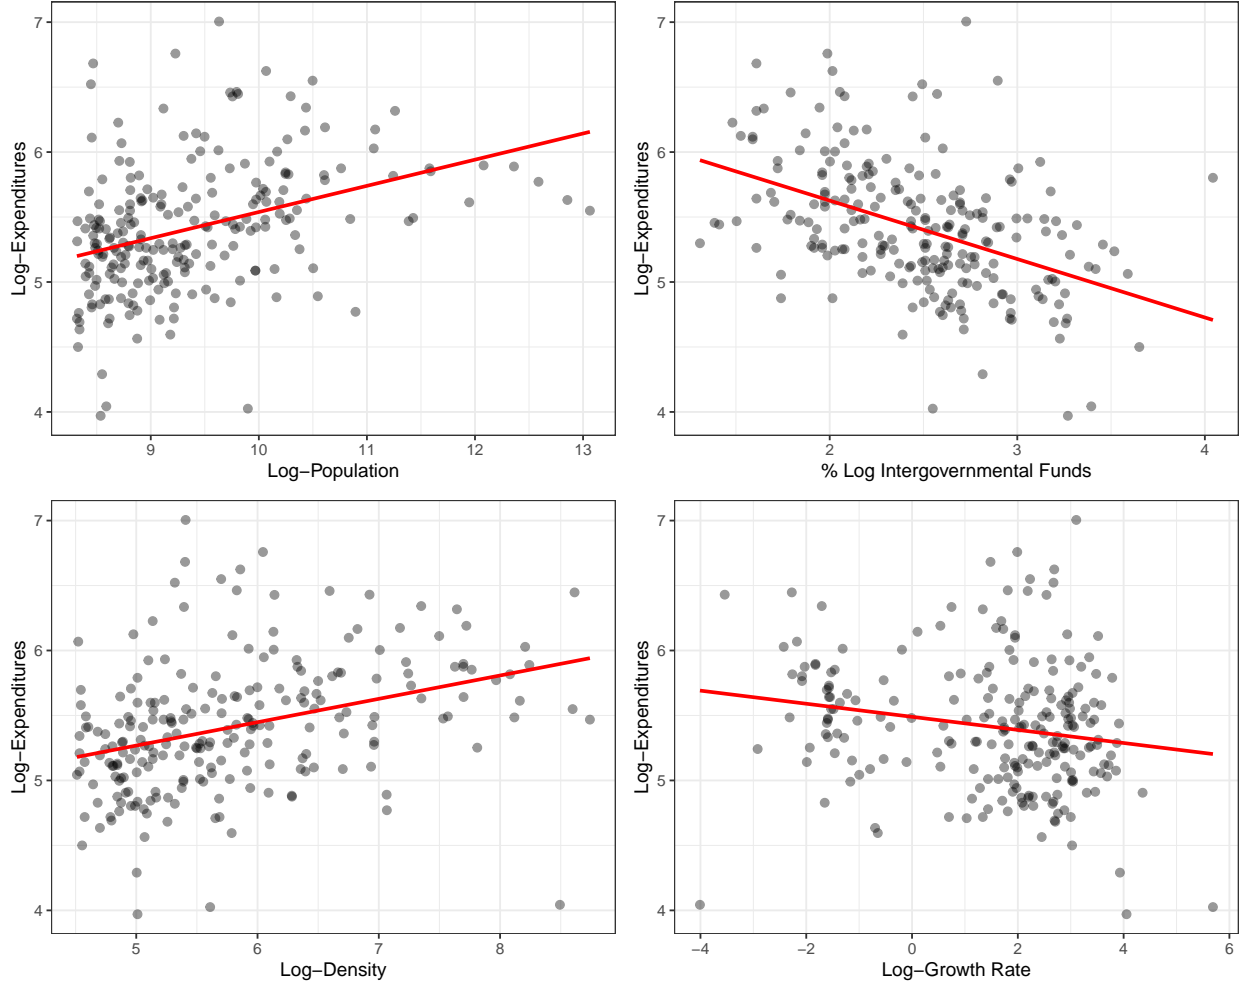 7
6
5
4
Log−Expenditures
9 10 11 12 13
Log−Population
7
6
5
4
Log−Expenditures
2 3 4
% Log Intergovernmental Funds
7
6
5
4
Log−Expenditures
5 6 7 8
Log−Density
7
6
5
4
Log−Expenditures
−4 −2 0 2 4 6
Log−Growth Rate